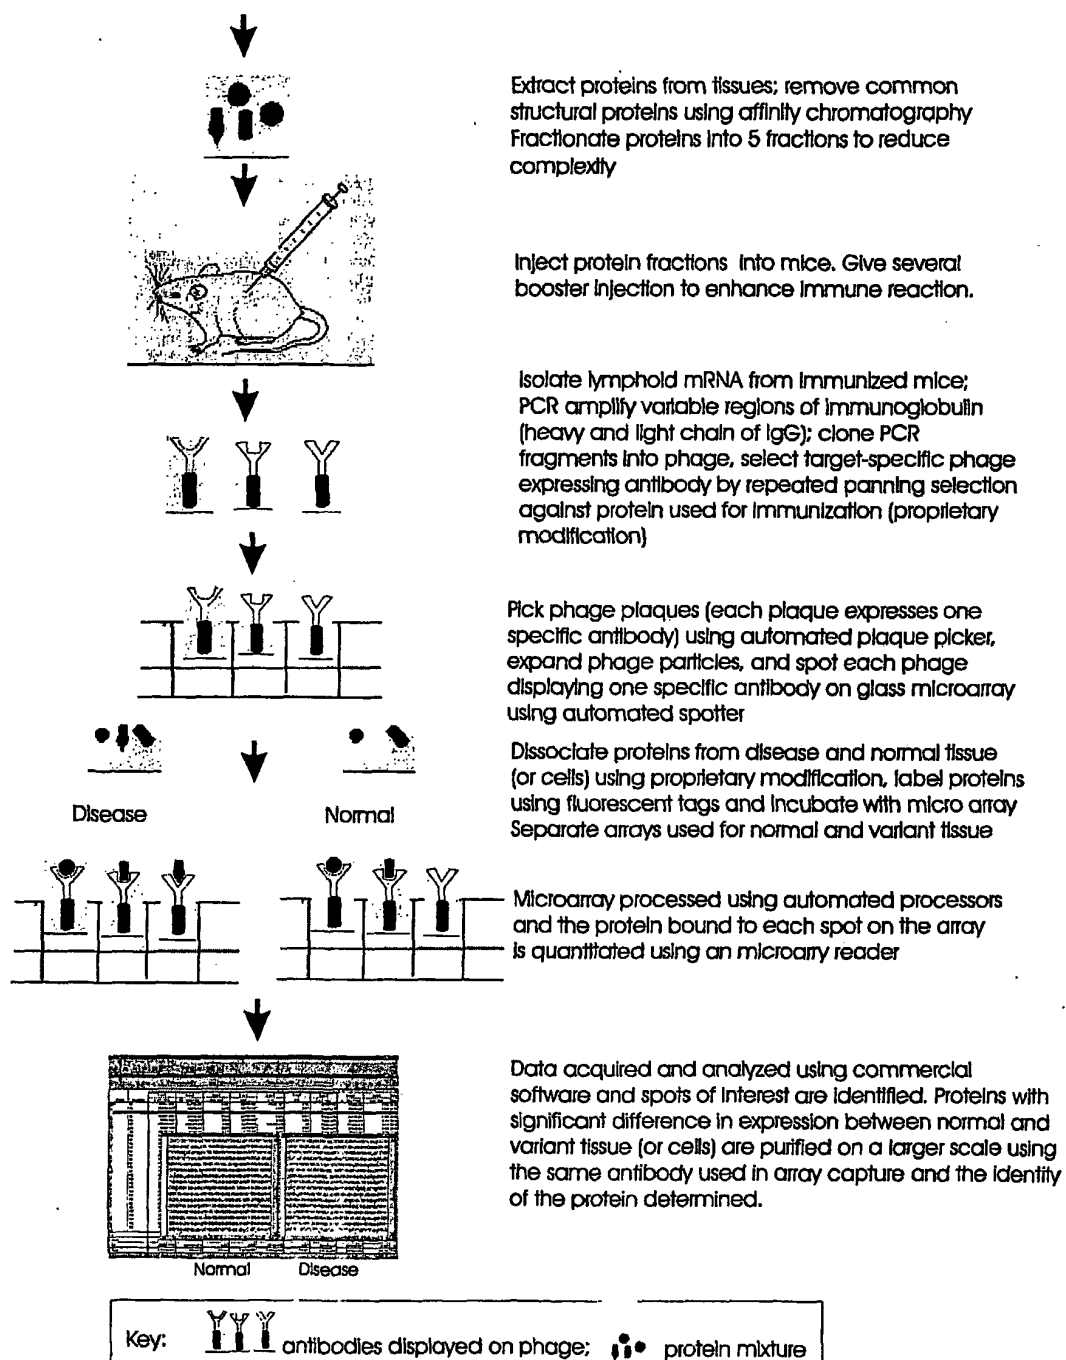 Extract proteins from tissues; remove common
structural proteins using affinity chromatography
Fractionate proteins into 5 fractions to reduce
complexity
Inject protein fractions into mice. Give several
booster injection to enhance immune reaction.
Isolate lymphoid mRNA from immunized mice;
PCR amplify variable regions of immunoglobulin
(heavy and light chain of IgG); clone PCR
fragments into phage, select target-specific phage
expressing antibody by repeated panning selection
against protein used for immunization (proprietary
modification)
Pick phage plaques (each plaque expresses one
specific antibody) using automated plaque picker,
expand phage particles, and spot each phage
displaying one specific antibody on glass microarray
using automated spotter
Dissociate proteins from disease and normal tissue
(or cells) using proprietary modification, label proteins
using fluorescent tags and incubate with micro array
Separate arrays used for normal and variant tissue
Disease Normal
Microarray processed using automated processors
and the protein bound to each spot on the array
is quantitated using an microarry reader
Data acquired and analyzed using commercial
software and spots of interest are identified. Proteins with
significant difference in expression between normal and
variant tissue (or cells) are purified on a larger scale using
the same antibody used in array capture and the identity
of the protein determined.
Normal Disease
Key: antibodies displayed on phage; protein mixture